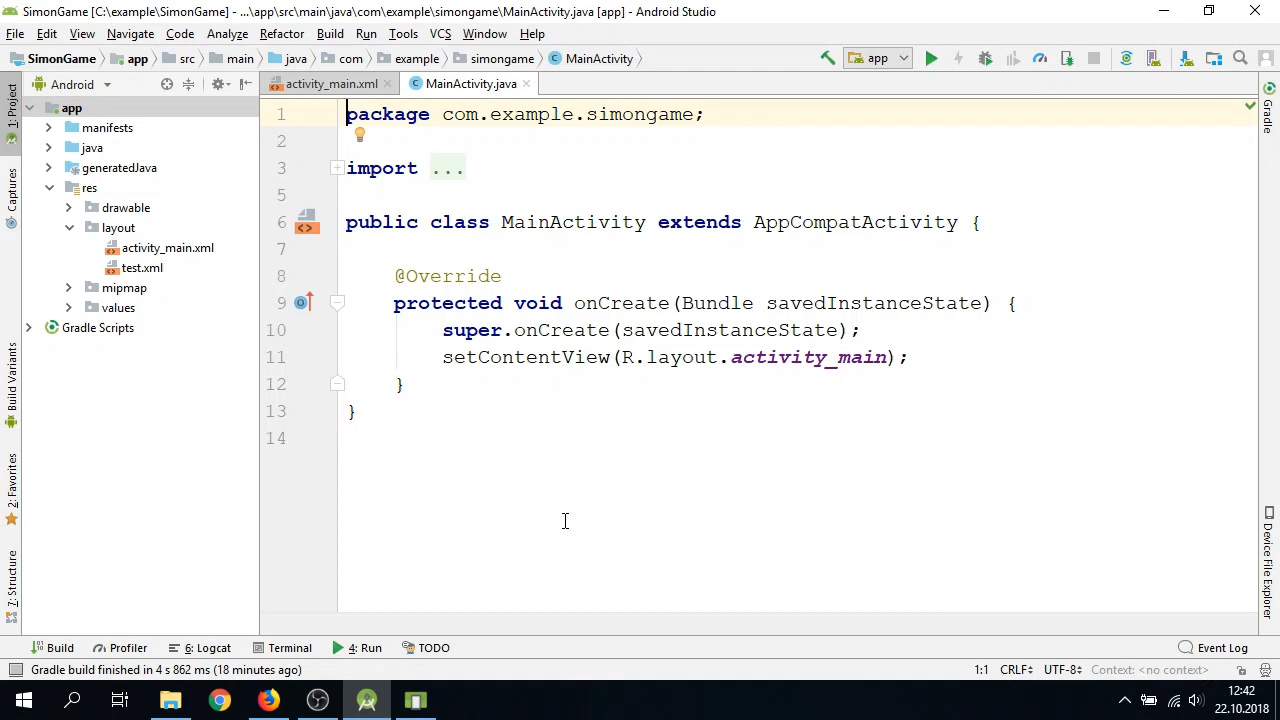 SimonGame [C:\example\SimonGame] - ...\app\src\main\java\com\example\simongame\MainActivity.java [app] - Android Studio
File Edit View Navigate Code Analyze Refactor Build Run Tools VCS Window Help
SimonGame app src main java com example simongame MainActivity app
Android activity_main.xml MainActivity.java
1: Project
Captures
Build Variants
2: Favorites
7: Structure
app
manifests
java
generatedJava
res
drawable
layout
activity_main.xml
test.xml
mipmap
values
Gradle Scripts
1 package com.example.simongame;
2
3 import ...
5
6 public class MainActivity extends AppCompatActivity {
7
8 @Override
9 protected void onCreate(Bundle savedInstanceState) {
10 super.onCreate(savedInstanceState);
11 setContentView(R.layout.activity_main);
12 }
13 }
14
Gradle
Device File Explorer
Build Profiler 6: Logcat Terminal 4: Run TODO Event Log
Gradle build finished in 4 s 862 ms (18 minutes ago) 1:1 CRLF UTF-8 Context: <no context>
12:42
22.10.2018